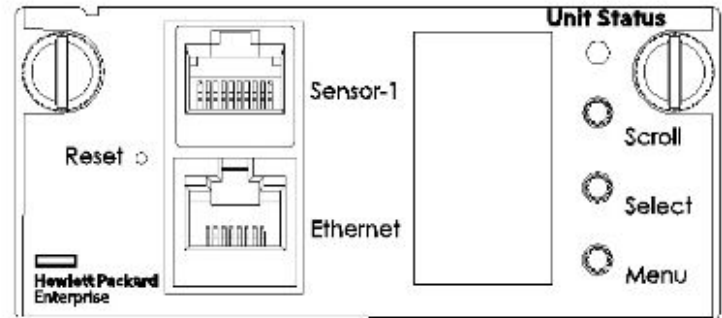 Unit Status
Sensor-1
Scroll
Reset
Select
Ethernet
Menu
Hewlett Packard
Enterprise